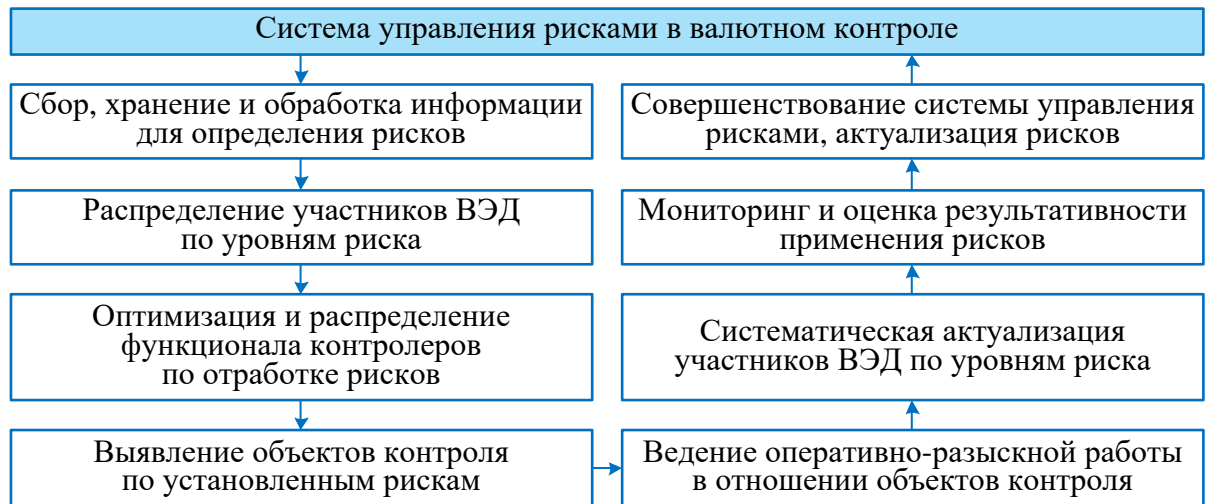 Система управления рисками в валютном контроле
Сбор, хранение и обработка информации
для определения рисков
Распределение участников ВЭД
по уровням риска
Оптимизация и распределение
функционала контролеров
по отработке рисков
Выявление объектов контроля
по установленным рискам
Ведение оперативно-разыскной работы
в отношении объектов контроля
Систематическая актуализация
участников ВЭД по уровням риска
Мониторинг и оценка результативности
применения рисков
Совершенствование системы управления
рисками, актуализация рисков